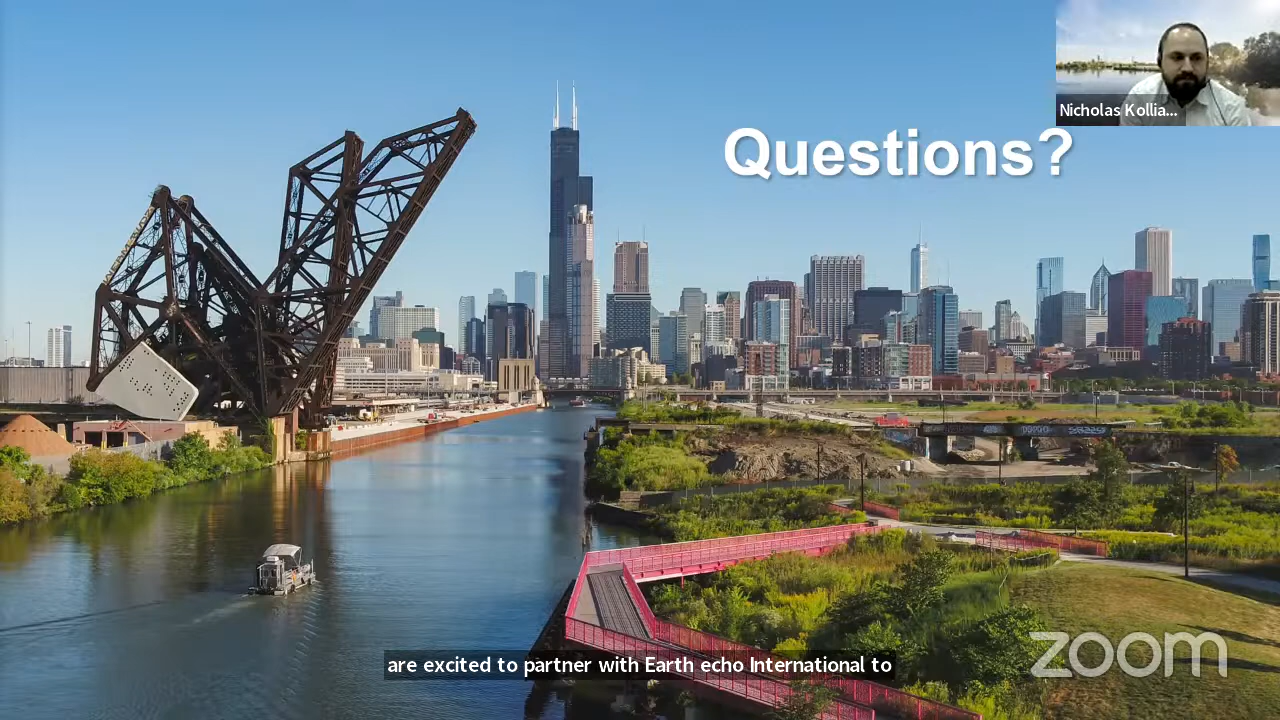 Nicholas Kollia...
Questions?
zoom
are excited to partner with Earth echo International to